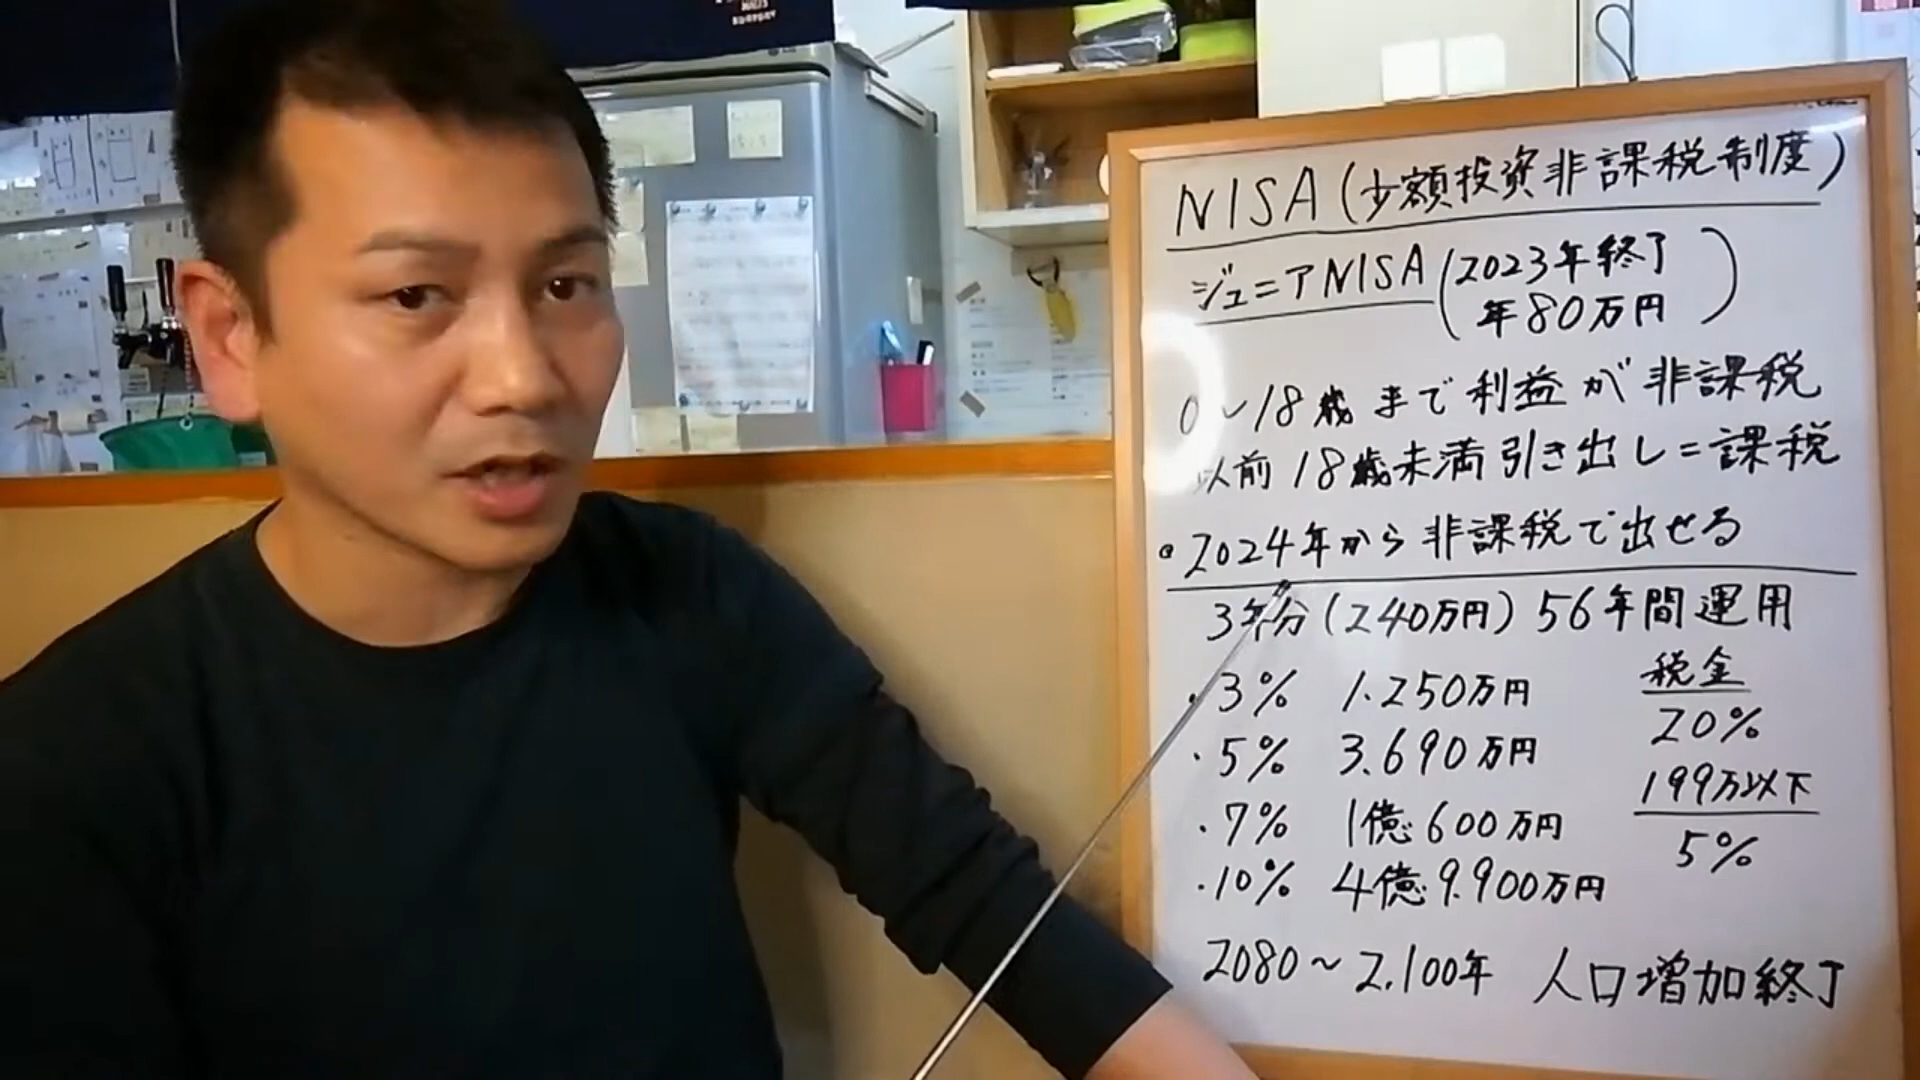 NISA(少額投資非課税制度)
ジュニアNISA(2023年終了
年80万円)
0~18歳まで利益が非課税
以前18歳未満引き出し=課税
2024年から非課税で出せる
3年分(240万円)56年間運用
・3% 1.250万円
・5% 3.690万円
・7% 1億600万円
・10% 4億9.900万円
税金
20%
199万以下
5%
2080~2.100年 人口増加終了